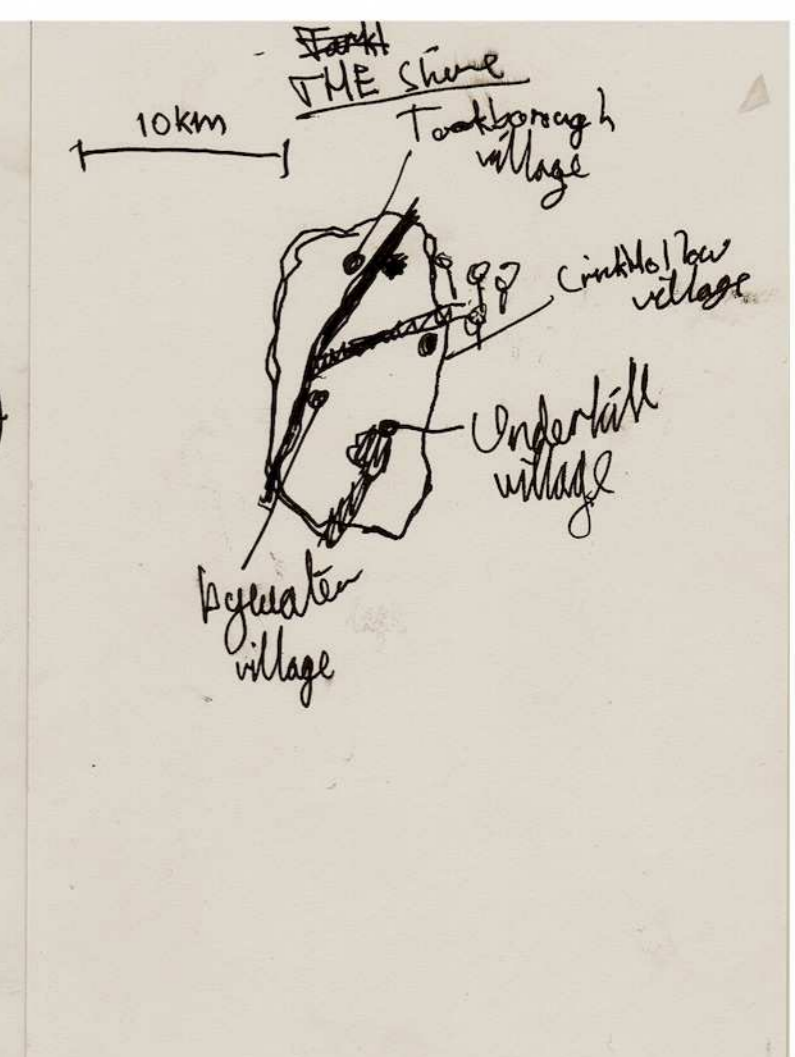 THE Shire
10km
Tookborough
village
Crickhollow
village
Underhill
village
Bywater
village